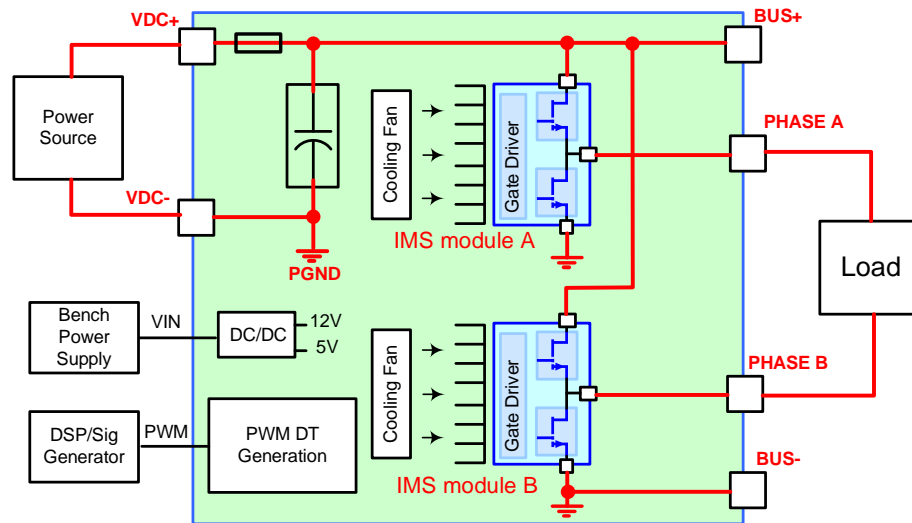 VDC+
BUS+
Power
Source
Cooling Fan
Gate Driver
PHASE A
VDC-
IMS module A
PGND
Load
Bench
Power
Supply
VIN
DC/DC
12V
5V
Cooling Fan
Gate Driver
PHASE B
DSP/Sig
Generator
PWM
PWM DT
Generation
BUS-
IMS module B